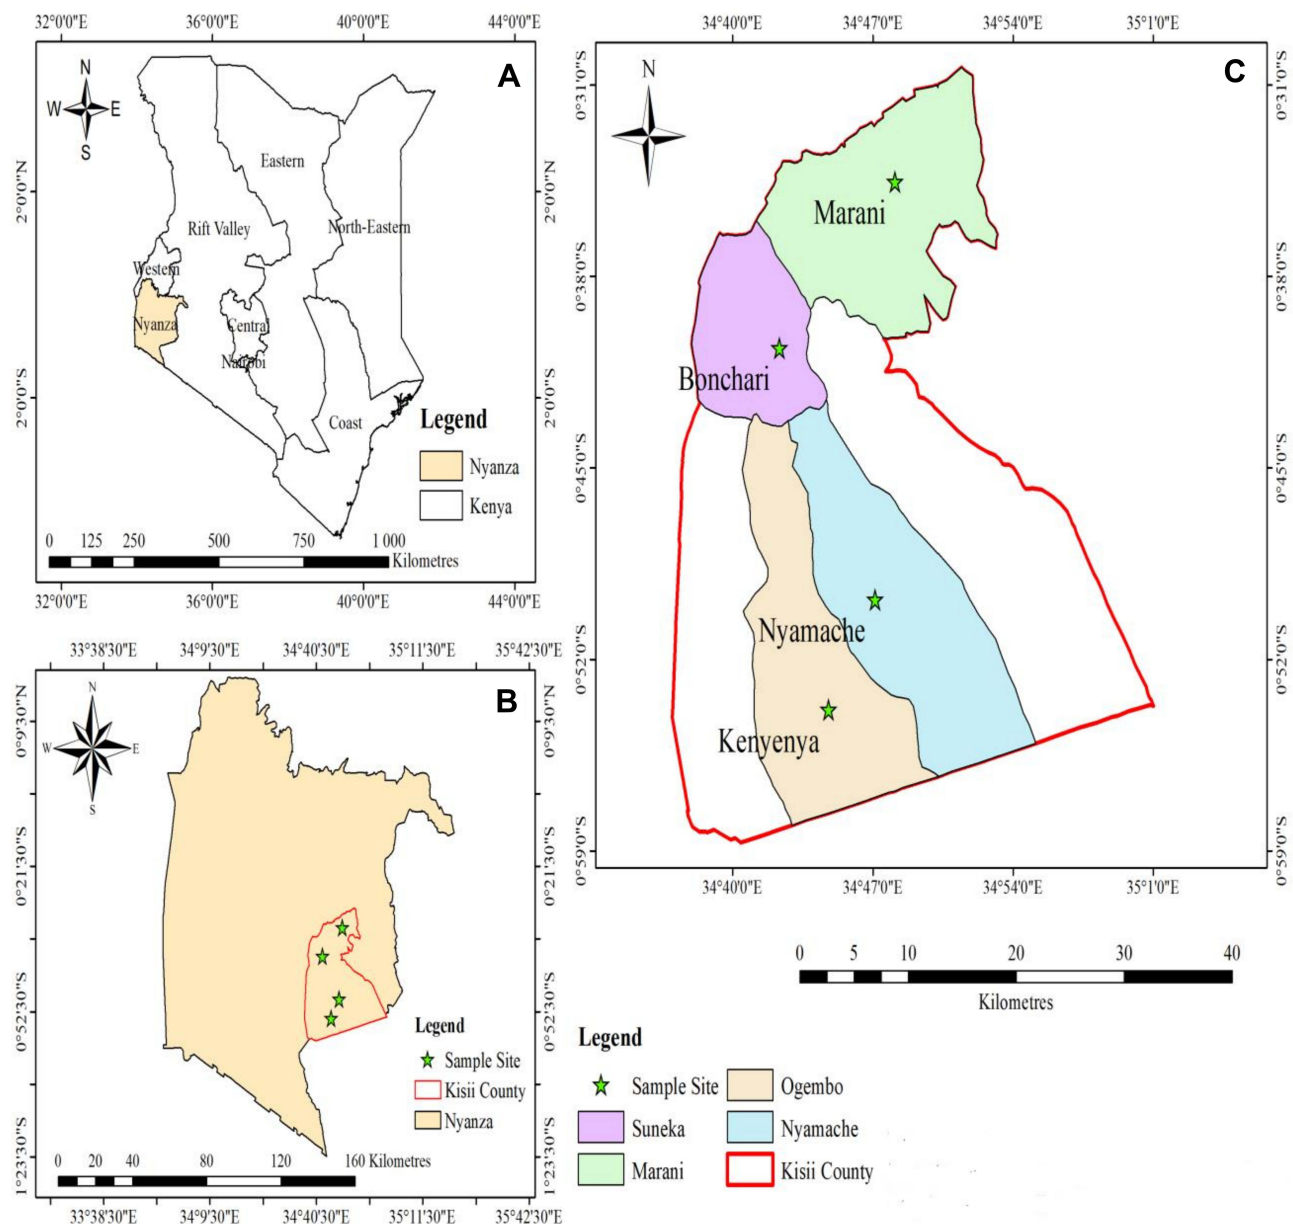 32°0'0"E 36°0'0"E 40°0'0"E 44°0'0"E
A
N
W E
S
2°0'0"N
2°0'0"N
Eastern
Rift Valley
North-Eastern
Western
Nyanza
Central
Nairobi
Coast
2°0'0"S
2°0'0"S
Legend
Nyanza
Kenya
0 125 250 500 750 1 000
Kilometres
32°0'0"E 36°0'0"E 40°0'0"E 44°0'0"E
33°38'30"E 34°9'30"E 34°40'30"E 35°11'30"E 35°42'30"E
B
N
W E
S
0°9'30"N
0°9'30"N
0°21'30"S
0°21'30"S
0°52'30"S
0°52'30"S
1°23'30"S
1°23'30"S
Legend
Sample Site
Kisii County
Nyanza
0 20 40 80 120 160 Kilometres
33°38'30"E 34°9'30"E 34°40'30"E 35°11'30"E 35°42'30"E
34°40'0"E 34°47'0"E 34°54'0"E 35°1'0"E
C
N
0°31'0"S
0°31'0"S
Marani
0°38'0"S
0°38'0"S
Bonchari
0°45'0"S
0°45'0"S
Nyamache
0°52'0"S
0°52'0"S
Kenyenya
0°59'0"S
0°59'0"S
34°40'0"E 34°47'0"E 34°54'0"E 35°1'0"E
0 5 10 20 30 40
Kilometres
Legend
Sample Site Ogembo
Suneka Nyamache
Marani Kisii County